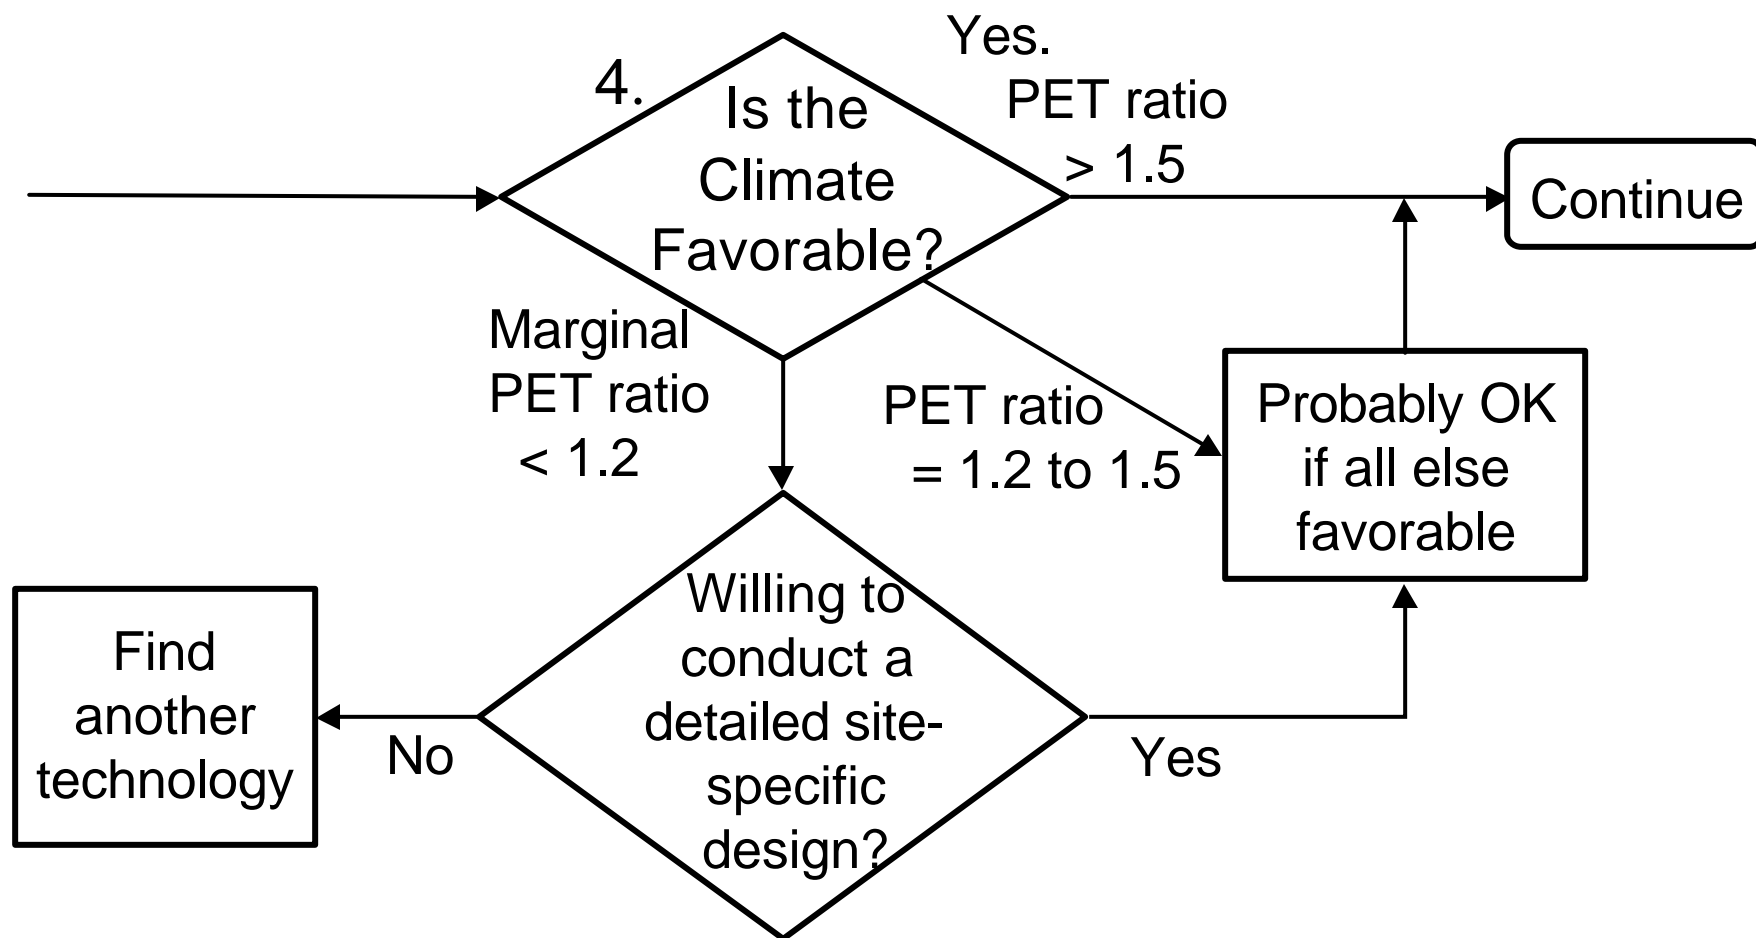 4.
Is the
Climate
Favorable?
Yes.
PET ratio
> 1.5
Continue
Marginal
PET ratio
< 1.2
PET ratio
= 1.2 to 1.5
Probably OK
if all else
favorable
Willing to
conduct a
detailed site-
specific
design?
No
Yes
Find
another
technology